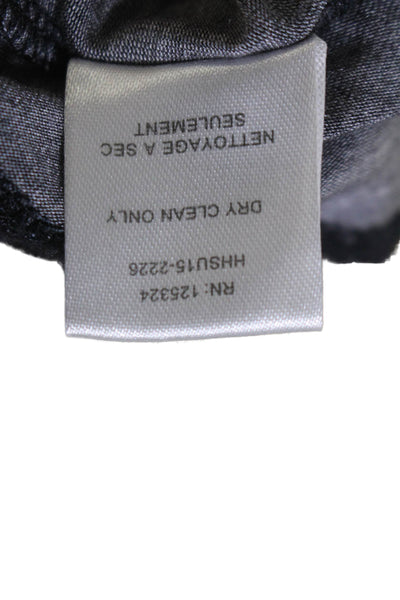 RN: 125324
HHSU15-2226
DRY CLEAN ONLY
NETTOYAGE A SEC
SEULEMENT